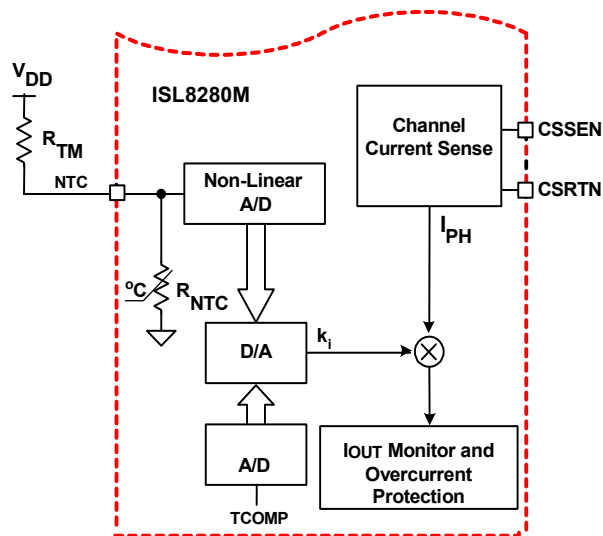 VDD
ISL8280M
RTM
NTC
Non-Linear
A/D
Channel
Current Sense
CSSEN
CSRTN
IPH
oC
RNTC
D/A
ki
A/D
TCOMP
IOUT Monitor and
Overcurrent
Protection